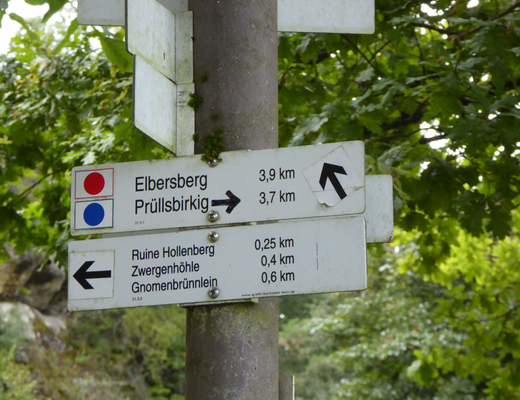 Elbersberg 3,9 km
Prüllsbirkig 3,7 km
Ruine Hollenberg 0,25 km
Zwergenhöhle 0,4 km
Gnomenbrünnlein 0,6 km